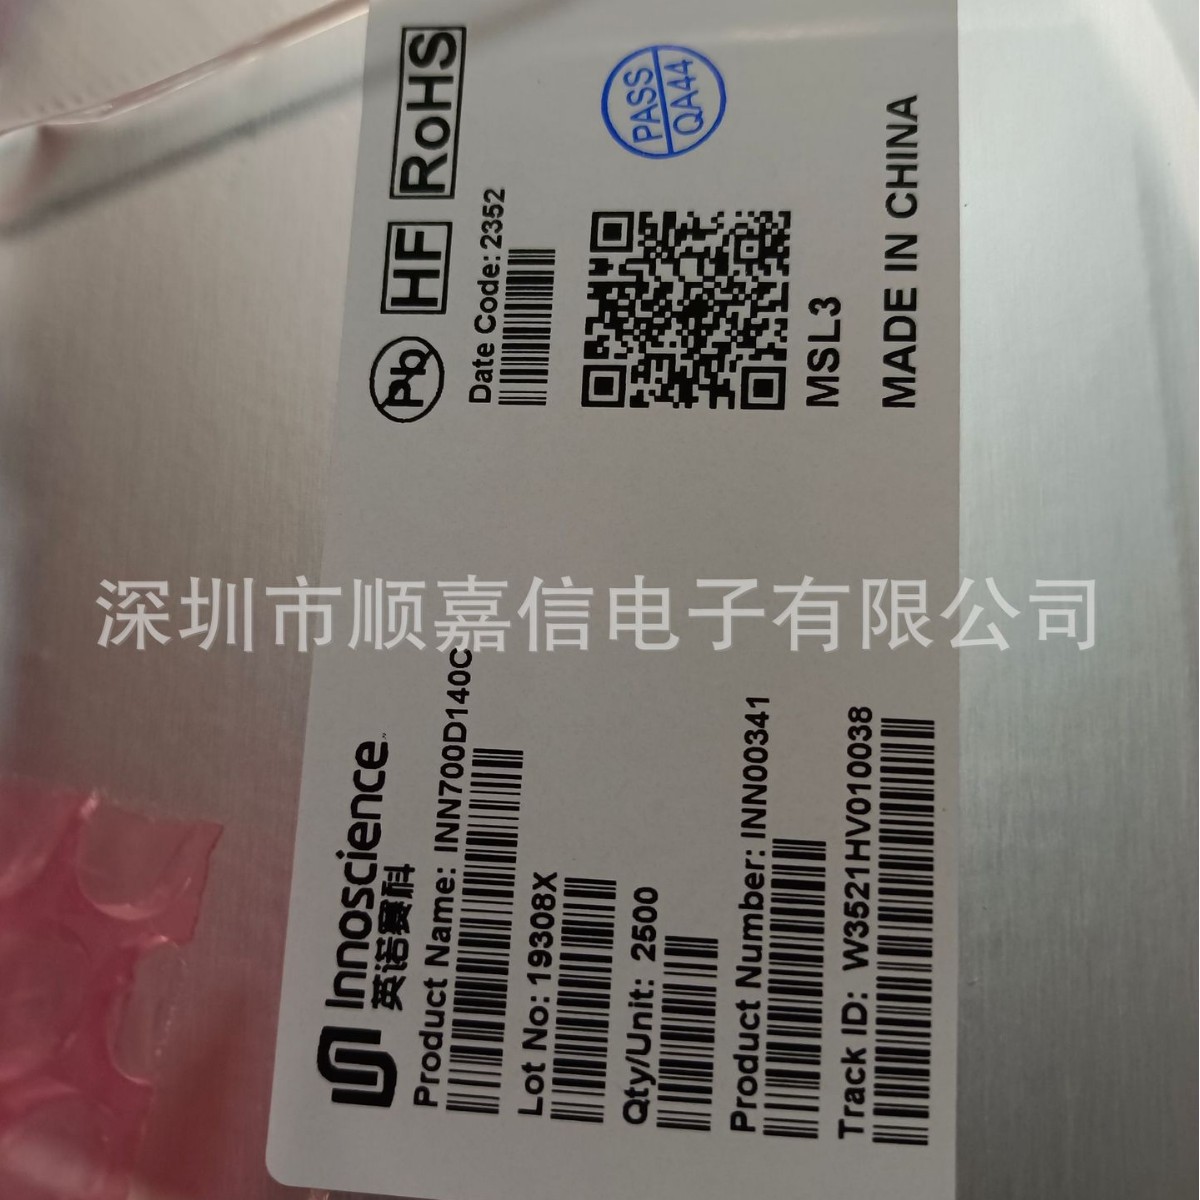 Innoscience
英诺赛科
Product Name: INN700D140C
Lot No: 19308X
Qty/Unit: 2500
Product Number: INN00341
Track ID: W3521HV010038
Pb
HF
RoHS
Date Code: 2352
PASS
QA44
MSL3
MADE IN CHINA
深圳市顺嘉信电子有限公司